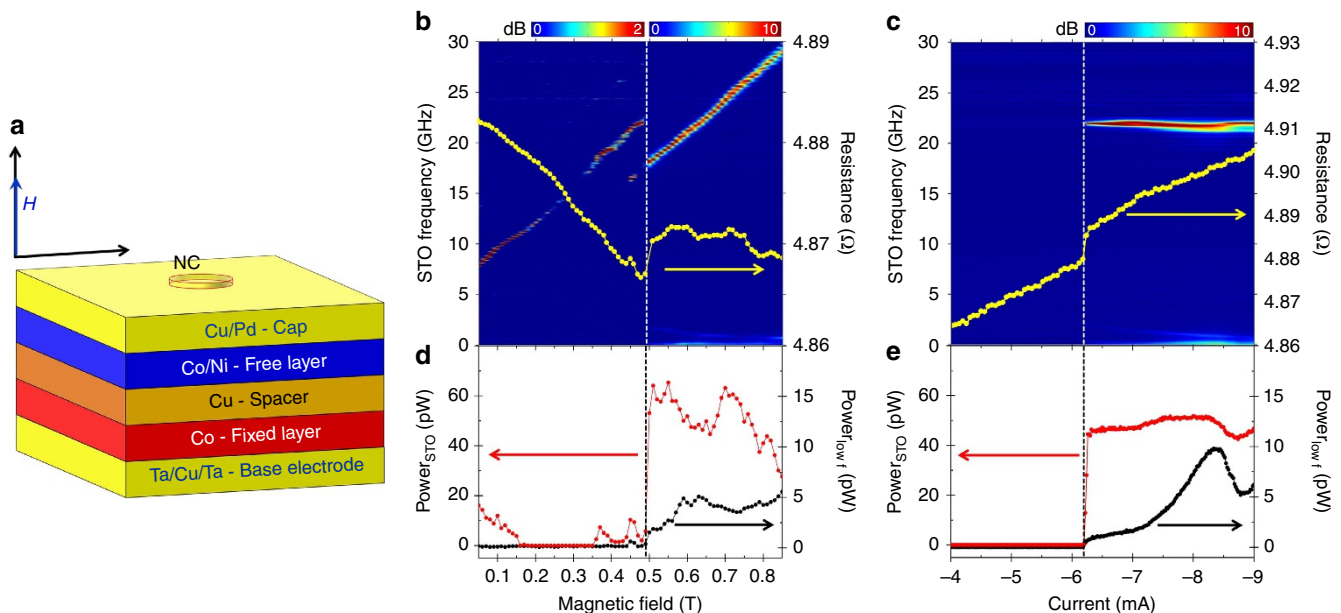 a
H
NC
Cu/Pd - Cap
Co/Ni - Free layer
Cu - Spacer
Co - Fixed layer
Ta/Cu/Ta - Base electrode
b
dB 0 2 0 10
STO frequency (GHz)
30
25
20
15
10
5
0
4.89
4.88
4.87
4.86
Resistance (Ω)
c
dB 0 10
STO frequency (GHz)
30
25
20
15
10
5
0
4.93
4.92
4.91
4.90
4.89
4.88
4.87
4.86
Resistance (Ω)
d
Power_STO (pW)
60
40
20
0
15
10
5
0
Power_low f (pW)
0.1 0.2 0.3 0.4 0.5 0.6 0.7 0.8
Magnetic field (T)
e
Power_STO (pW)
60
40
20
0
15
10
5
0
Power_low f (pW)
–4 –5 –6 –7 –8 –9
Current (mA)